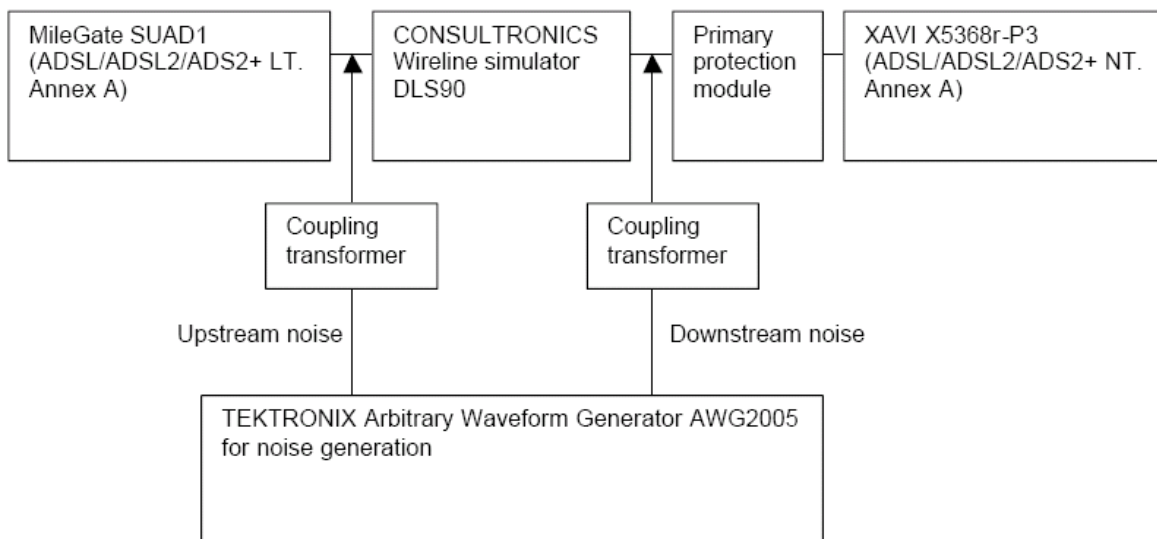 MileGate SUAD1
(ADSL/ADSL2/ADS2+ LT.
Annex A)
CONSULTRONICS
Wireline simulator
DLS90
Primary
protection
module
XAVI X5368r-P3
(ADSL/ADSL2/ADS2+ NT.
Annex A)
Coupling
transformer
Coupling
transformer
Upstream noise
Downstream noise
TEKTRONIX Arbitrary Waveform Generator AWG2005
for noise generation